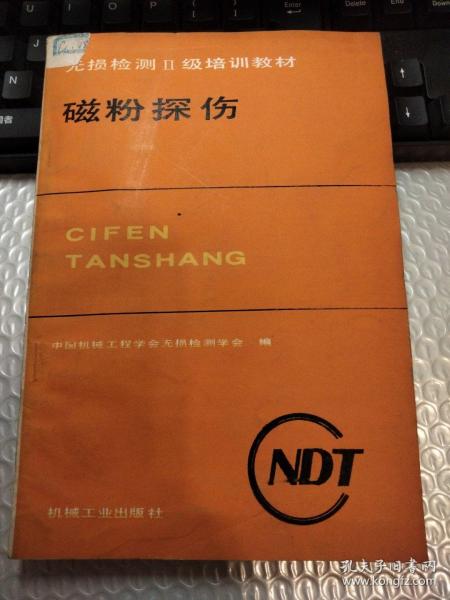 无损检测II级培训教材
磁粉探伤
CIFEN
TANSHANG
中国机械工程学会无损检测学会 编
NDT
机械工业出版社
孔夫子旧书网
www.kongfz.com